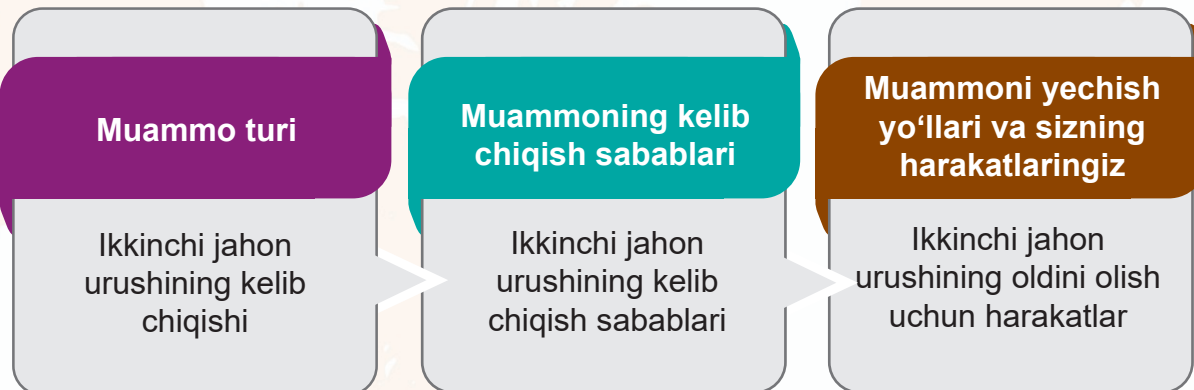 Muammo turi
Ikkinchi jahon
urushining kelib
chiqishi
Muammoning kelib
chiqish sabablari
Ikkinchi jahon
urushining kelib
chiqish sabablari
Muammoni yechish
yo‘llari va sizning
harakatlaringiz
Ikkinchi jahon
urushining oldini olish
uchun harakatlar